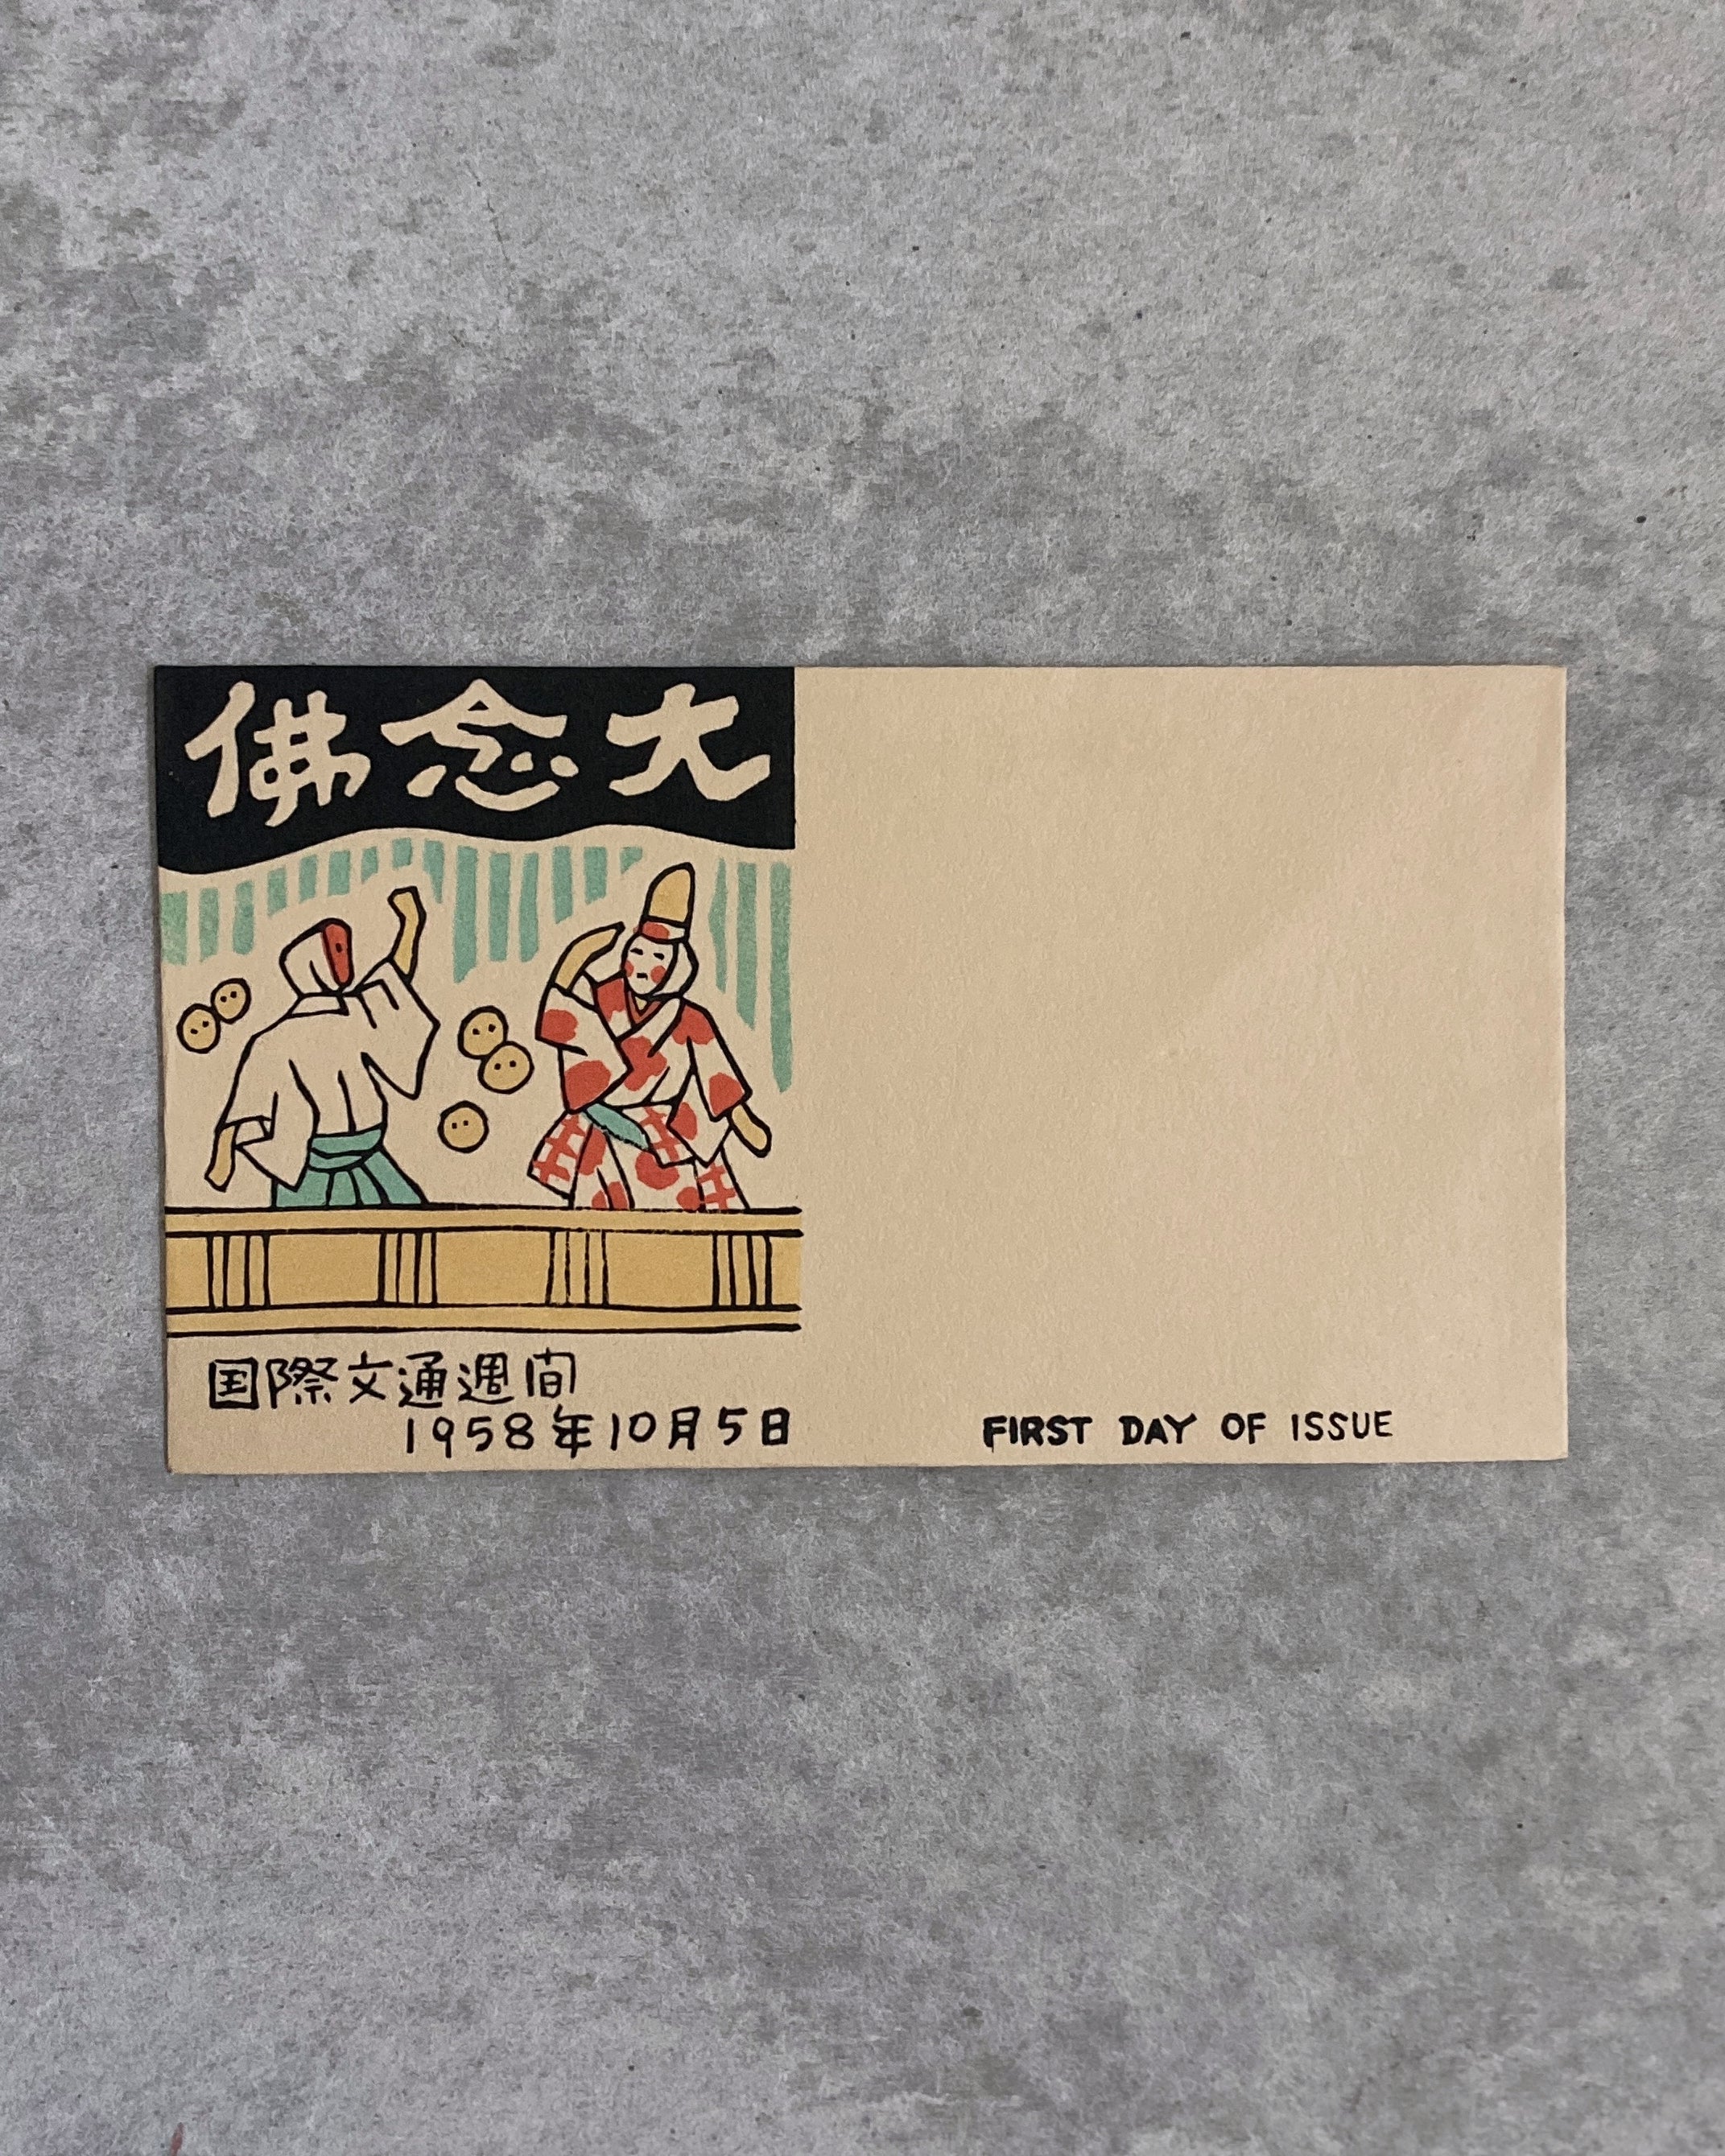 大念佛
国際文通週間
1958年10月5日
FIRST DAY OF ISSUE